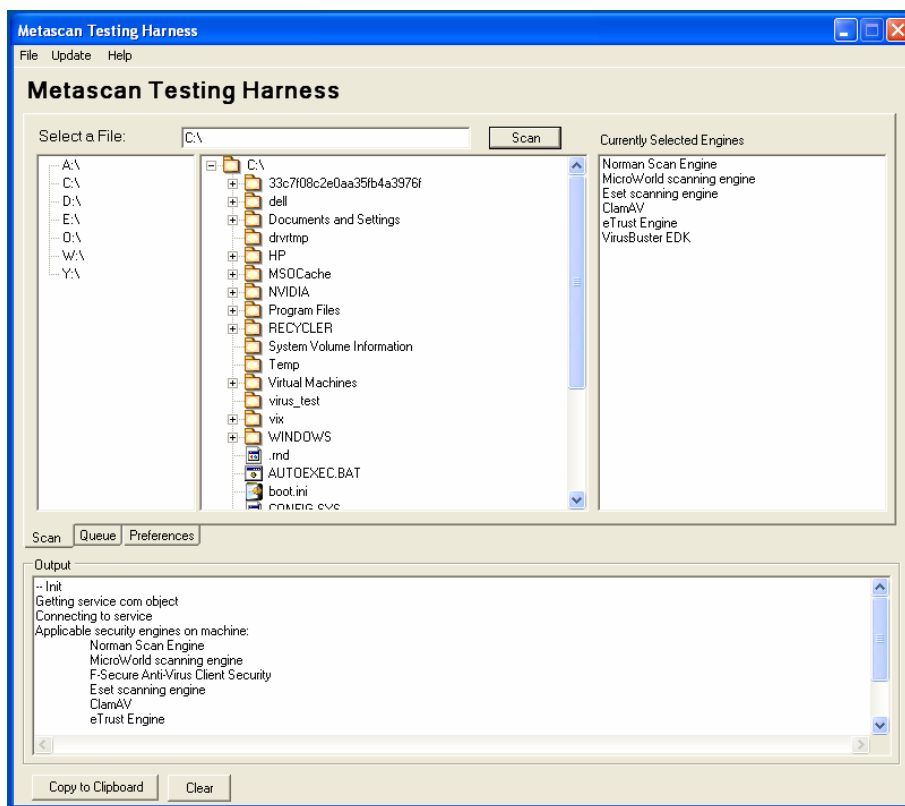 Metascan Testing Harness
File Update Help
Metascan Testing Harness
Select a File:
C:\
Scan
Currently Selected Engines
A:\
C:\
D:\
E:\
O:\
W:\
Y:\
C:\
33c7f08c2e0aa35fb4a3976f
dell
Documents and Settings
drvrtmp
HP
MSOCache
NVIDIA
Program Files
RECYCLER
System Volume Information
Temp
Virtual Machines
virus_test
vix
WINDOWS
.rnd
AUTOEXEC.BAT
boot.ini
CONFIG.SYS
Norman Scan Engine
MicroWorld scanning engine
Eset scanning engine
ClamAV
eTrust Engine
VirusBuster EDK
Scan Queue Preferences
Output
-- Init
Getting service com object
Connecting to service
Applicable security engines on machine:
Norman Scan Engine
MicroWorld scanning engine
F-Secure Anti-Virus Client Security
Eset scanning engine
ClamAV
eTrust Engine
Copy to Clipboard
Clear